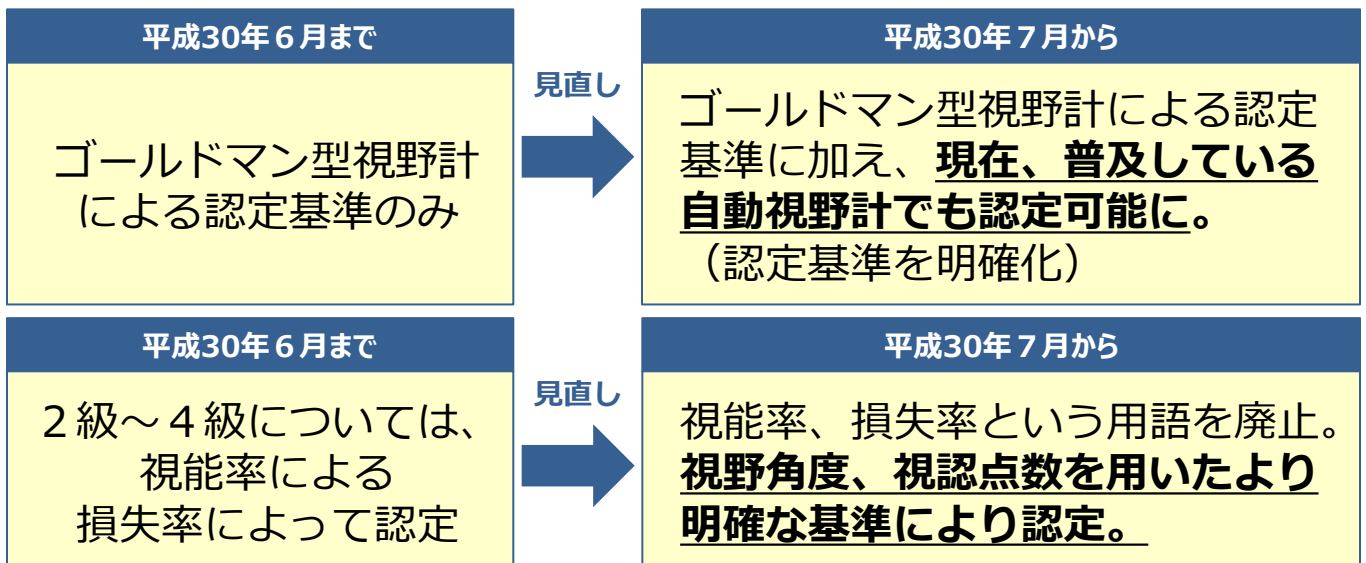 平成30年６月まで
ゴールドマン型視野計
による認定基準のみ
見直し
平成30年７月から
ゴールドマン型視野計による認定
基準に加え、現在、普及している
自動視野計でも認定可能に。
（認定基準を明確化）
平成30年６月まで
２級～４級については、
視能率による
損失率によって認定
見直し
平成30年７月から
視能率、損失率という用語を廃止。
視野角度、視認点数を用いたより
明確な基準により認定。